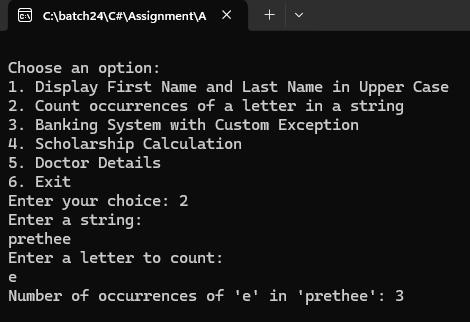 C:\batch24\C#\Assignment\A
Choose an option:
1. Display First Name and Last Name in Upper Case
2. Count occurrences of a letter in a string
3. Banking System with Custom Exception
4. Scholarship Calculation
5. Doctor Details
6. Exit
Enter your choice: 2
Enter a string:
prethee
Enter a letter to count:
e
Number of occurrences of 'e' in 'prethee': 3